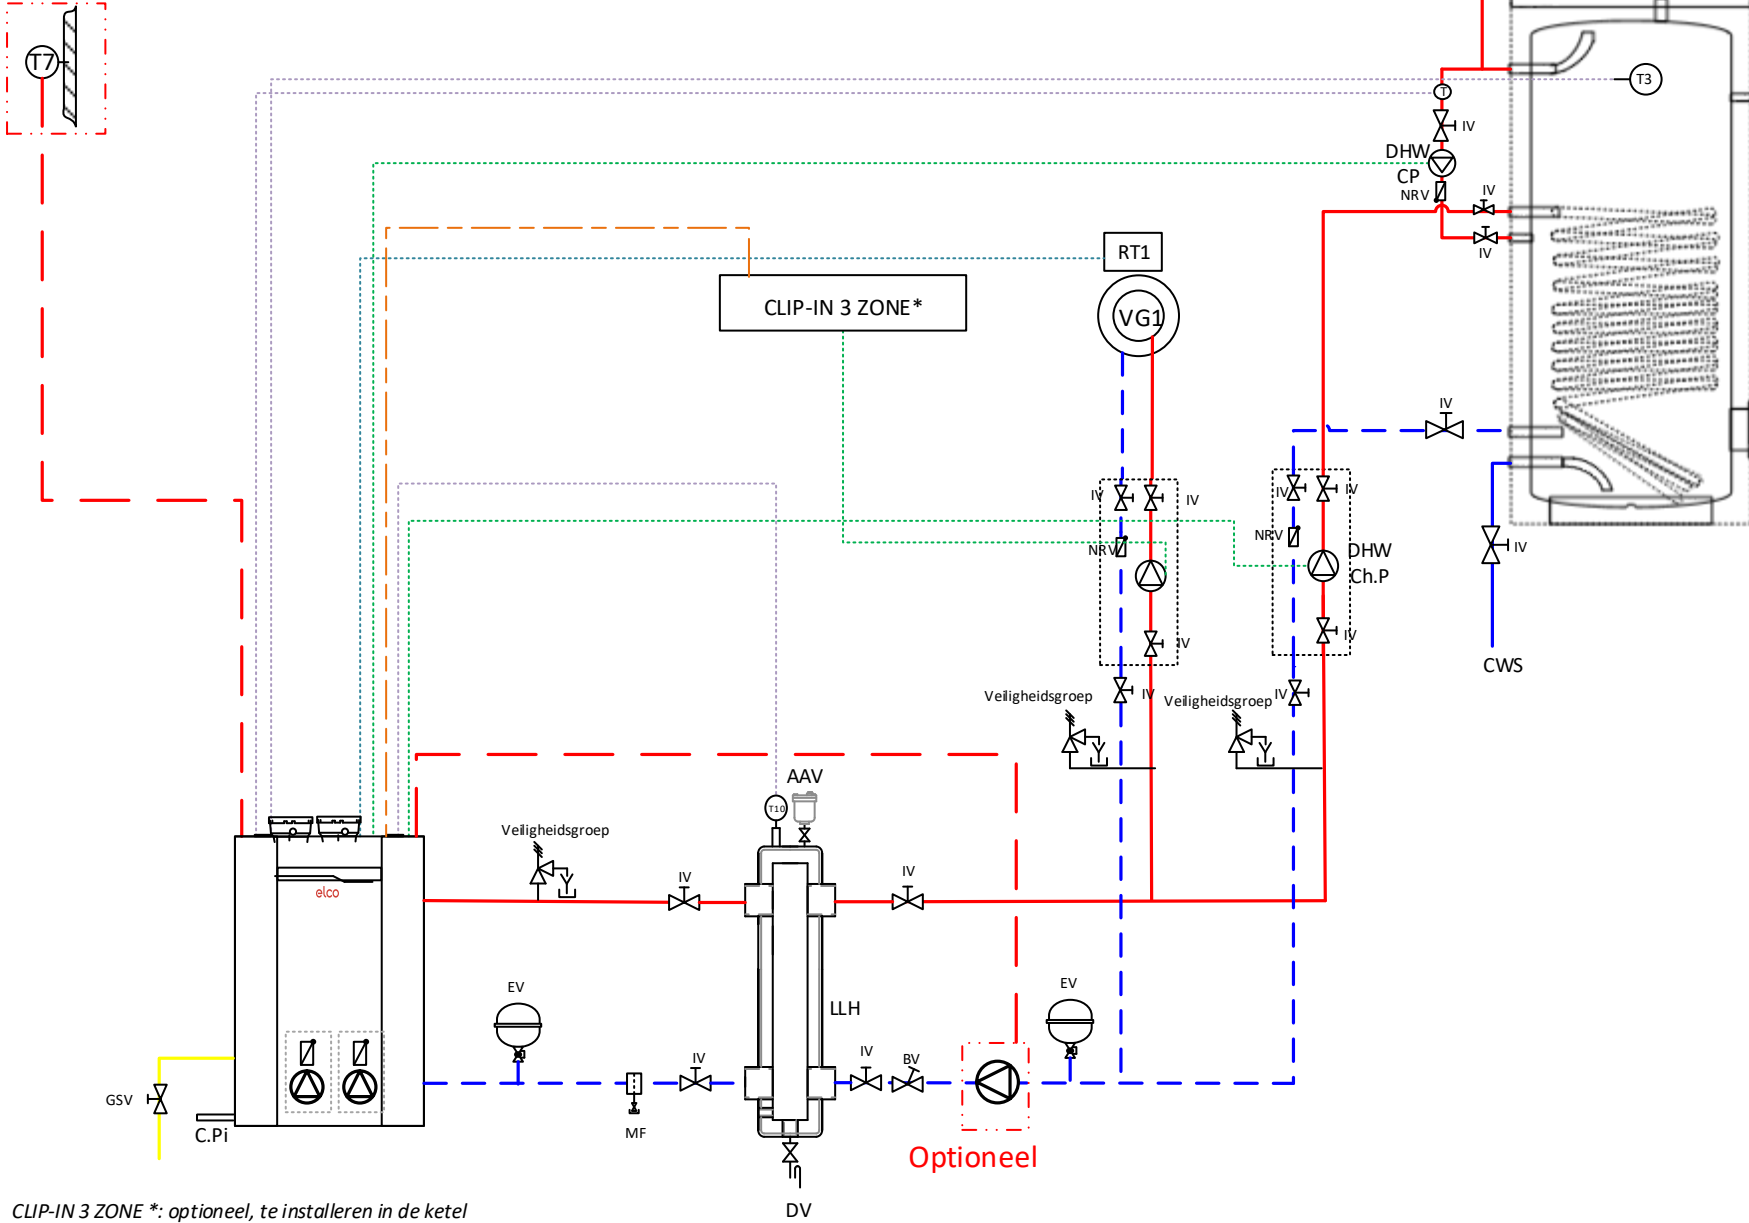 T7
T3
T
IV
DHW
CP
NRV
IV
IV
RT1
CLIP-IN 3 ZONE*
VG1
IV
IV
IV
IV
IV
NRV
NRV
DHW
Ch.P
IV
IV
IV
CWS
Veiligheidsgroep
IV
Veiligheidsgroep
IV
AAV
T10
Veiligheidsgroep
elco
IV
IV
EV
EV
LLH
IV
IV
BV
GSV
C.Pi
MF
Optioneel
DV
CLIP-IN 3 ZONE *: optioneel, te installeren in de ketel